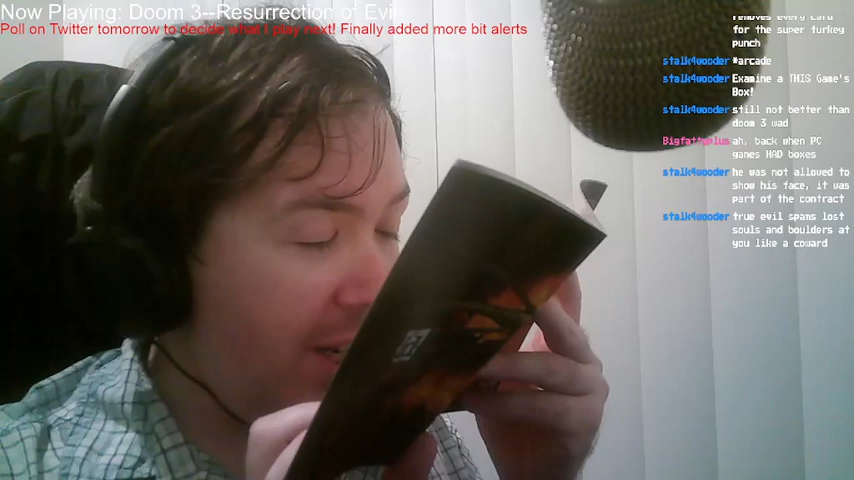 Now Playing: Doom 3--Resurrection of Evil
Poll on Twitter tomorrow to decide what I play next! Finally added more bit alerts
removes every card
for the super turkey
punch
stalk4wooder *arcade
stalk4wooder Examine a THIS Game's
Box!
stalk4wooder still not better than
doom 3 wad
Bigfattyplus ah, back when PC
games HAD boxes
stalk4wooder he was not allowed to
show his face, it was
part of the contract
stalk4wooder true evil spams lost
souls and boulders at
you like a coward